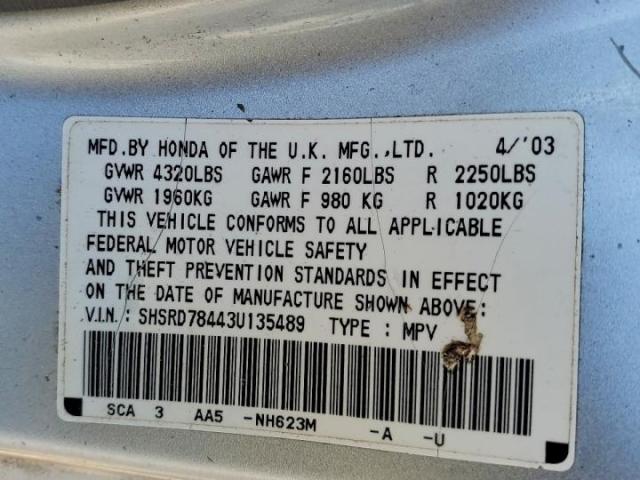 MFD.BY HONDA OF THE U.K. MFG.,LTD. 4/'03
GVWR 4320LBS GAWR F 2160LBS R 2250LBS
GVWR 1960KG GAWR F 980 KG R 1020KG
THIS VEHICLE CONFORMS TO ALL APPLICABLE
FEDERAL MOTOR VEHICLE SAFETY
AND THEFT PREVENTION STANDARDS IN EFFECT
ON THE DATE OF MANUFACTURE SHOWN ABOVE:
V.I.N.: SHSRD78443U135489 TYPE : MPV
SCA 3 AA5 -NH623M -A -U